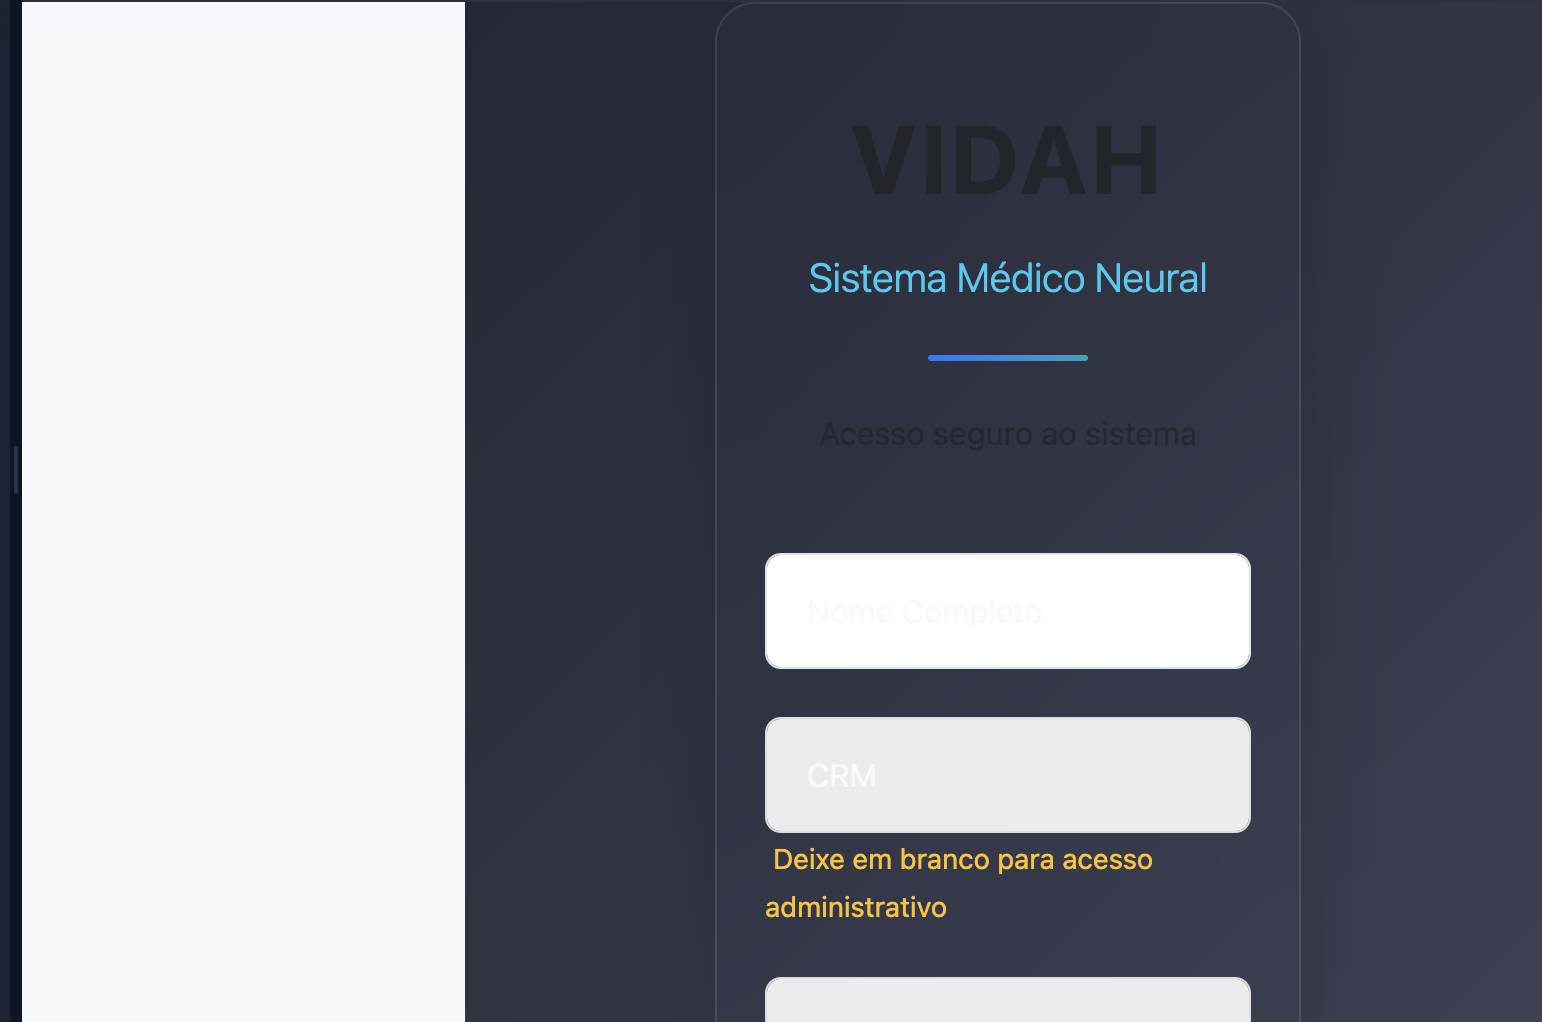 VIDAH
Sistema Médico Neural
Acesso seguro ao sistema
Nome Completo
CRM
Deixe em branco para acesso
administrativo